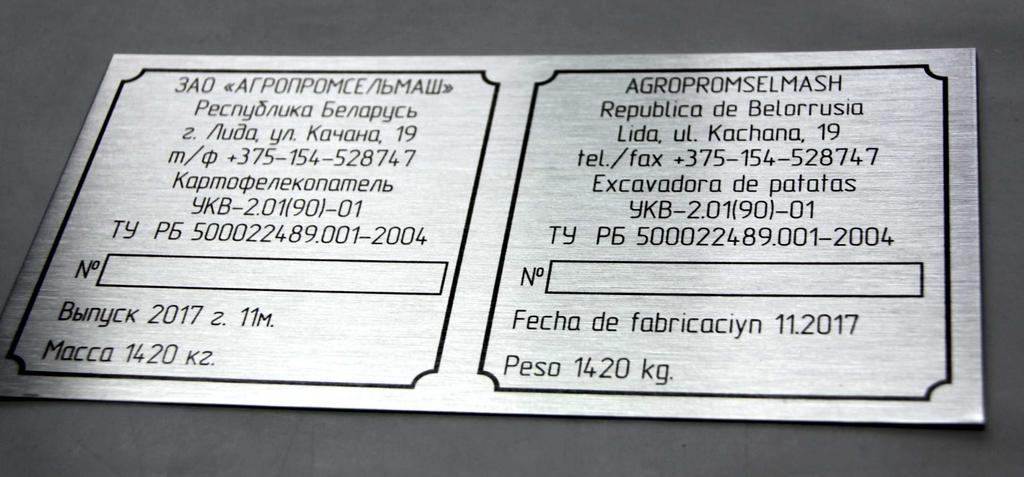 ЗАО «АГРОПРОМСЕЛЬМАШ»
Республика Беларусь
г. Лида, ул. Качана, 19
т/ф +375-154-528747
Картофелекопатель
УКВ-2.01(90)-01
ТУ РБ 500022489.001-2004
№
Выпуск 2017 г. 11м.
Масса 1420 кг.
AGROPROMSELMASH
Republica de Belorrusia
Lida, ul. Kachana, 19
tel./fax +375-154-528747
Excavadora de patatas
УКВ-2.01(90)-01
ТУ РБ 500022489.001-2004
№
Fecha de fabricaciyn 11.2017
Peso 1420 kg.